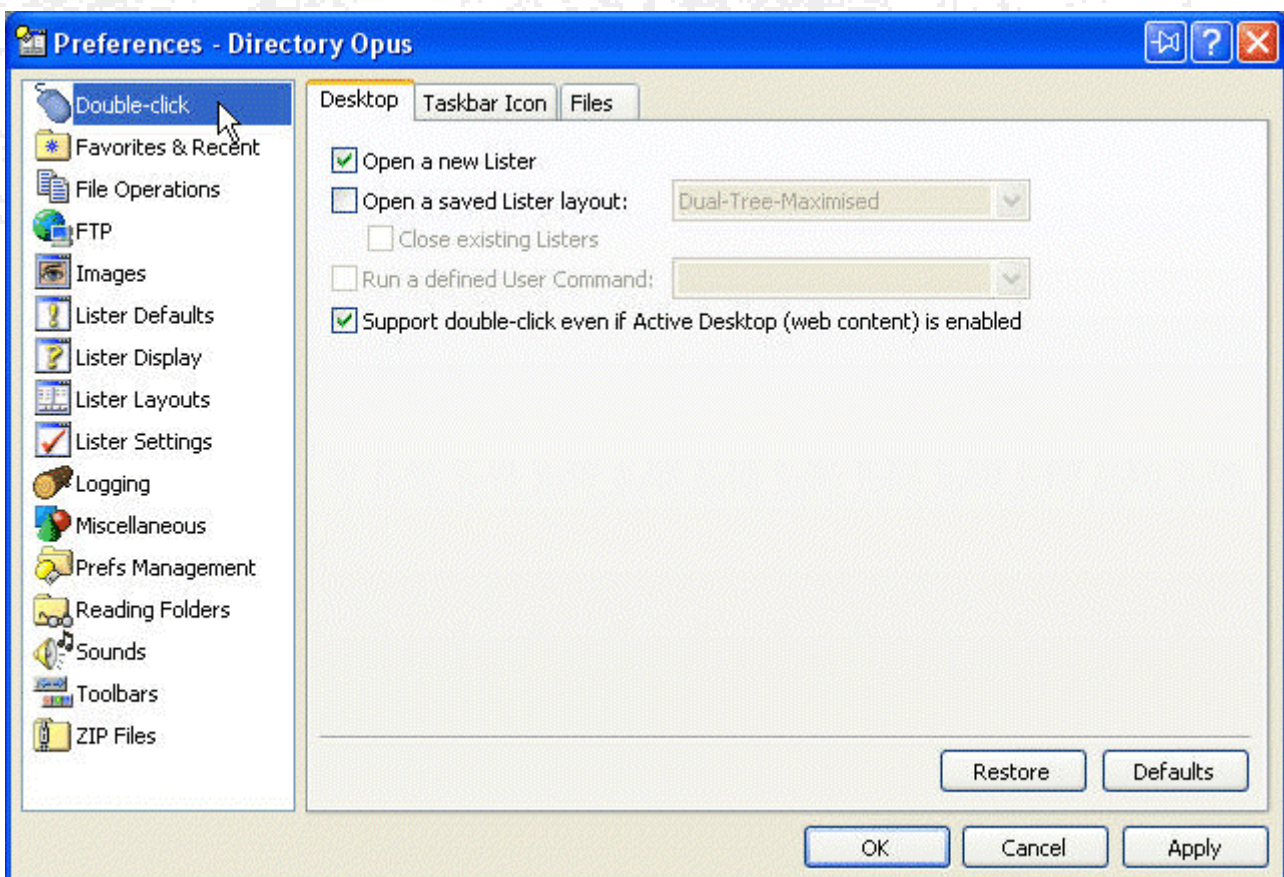 Preferences - Directory Opus
Double-click
Favorites & Recent
File Operations
FTP
Images
Lister Defaults
Lister Display
Lister Layouts
Lister Settings
Logging
Miscellaneous
Prefs Management
Reading Folders
Sounds
Toolbars
ZIP Files
Desktop Taskbar Icon Files
Open a new Lister
Open a saved Lister layout: Dual-Tree-Maximised
Close existing Listers
Run a defined User Command:
Support double-click even if Active Desktop (web content) is enabled
Restore Defaults
OK Cancel Apply